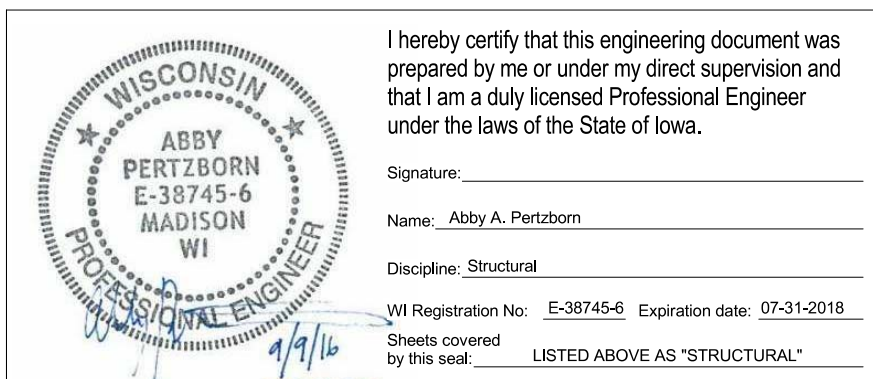 WISCONSIN
ABBY
PERTZBORN
E-38745-6
MADISON
WI
PROFESSIONAL ENGINEER
9/9/16
I hereby certify that this engineering document was
prepared by me or under my direct supervision and
that I am a duly licensed Professional Engineer
under the laws of the State of Iowa.
Signature:
Name: Abby A. Pertzborn
Discipline: Structural
WI Registration No: E-38745-6 Expiration date: 07-31-2018
Sheets covered
by this seal: LISTED ABOVE AS "STRUCTURAL"